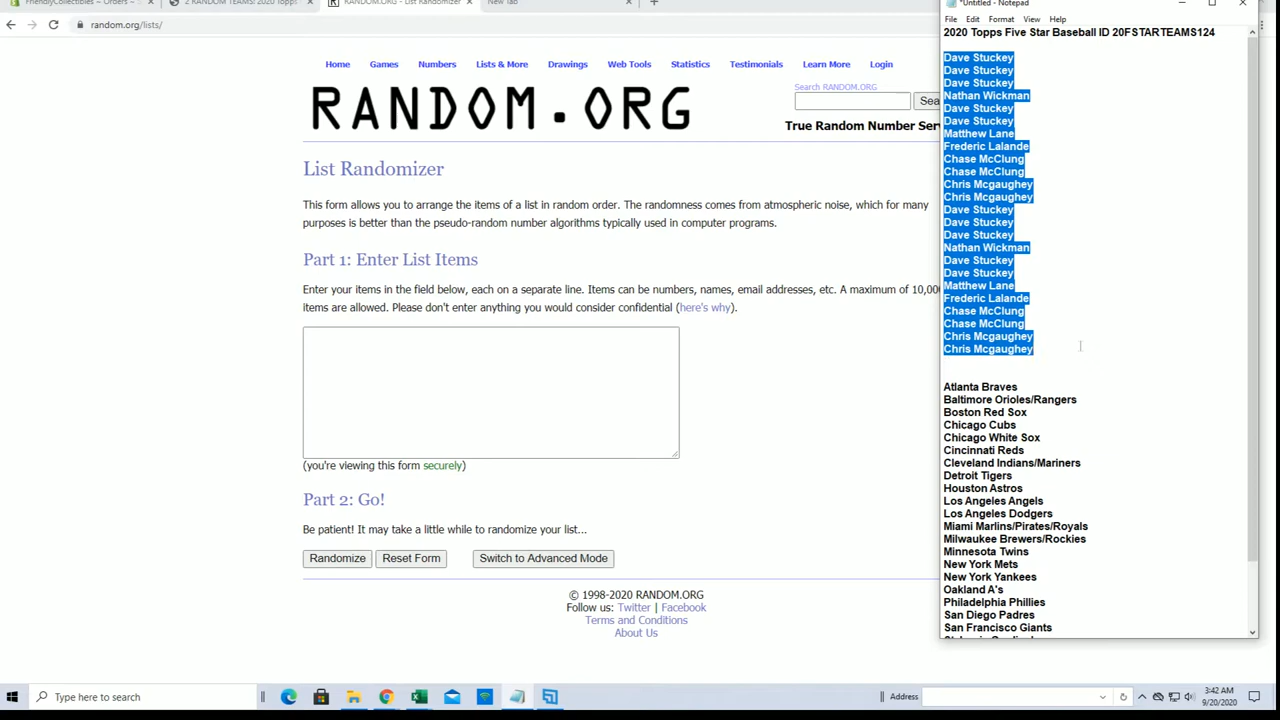 FriendlyCollectibles – Orders –
2 RANDOM TEAMS: 2020 Topps
RANDOM.ORG - List Randomizer
New Tab
random.org/lists/
*Untitled - Notepad
File Edit Format View Help
2020 Topps Five Star Baseball ID 20FSTARTEAMS124
Dave Stuckey
Dave Stuckey
Dave Stuckey
Nathan Wickman
Dave Stuckey
Dave Stuckey
Matthew Lane
Frederic Lalande
Chase McClung
Chase McClung
Chris Mcgaughey
Chris Mcgaughey
Dave Stuckey
Dave Stuckey
Dave Stuckey
Nathan Wickman
Dave Stuckey
Dave Stuckey
Matthew Lane
Frederic Lalande
Chase McClung
Chase McClung
Chris Mcgaughey
Chris Mcgaughey
Atlanta Braves
Baltimore Orioles/Rangers
Boston Red Sox
Chicago Cubs
Chicago White Sox
Cincinnati Reds
Cleveland Indians/Mariners
Detroit Tigers
Houston Astros
Los Angeles Angels
Los Angeles Dodgers
Miami Marlins/Pirates/Royals
Milwaukee Brewers/Rockies
Minnesota Twins
New York Mets
New York Yankees
Oakland A's
Philadelphia Phillies
San Diego Padres
San Francisco Giants
Home Games Numbers Lists & More Drawings Web Tools Statistics Testimonials Learn More Login
RANDOM.ORG
Search RANDOM.ORG
Sea
True Random Number Serv
List Randomizer
This form allows you to arrange the items of a list in random order. The randomness comes from atmospheric noise, which for many
purposes is better than the pseudo-random number algorithms typically used in computer programs.
Part 1: Enter List Items
Enter your items in the field below, each on a separate line. Items can be numbers, names, email addresses, etc. A maximum of 10,000
items are allowed. Please don't enter anything you would consider confidential (here's why).
(you're viewing this form securely)
Part 2: Go!
Be patient! It may take a little while to randomize your list...
Randomize Reset Form Switch to Advanced Mode
© 1998-2020 RANDOM.ORG
Follow us: Twitter | Facebook
Terms and Conditions
About Us
Type here to search
Address
3:42 AM
9/20/2020